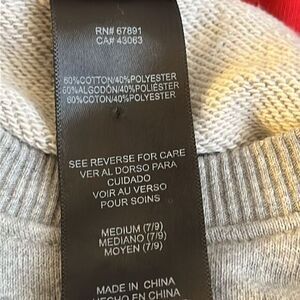 RN# 67891
CA# 43063
60%COTTON/40%POLYESTER
60%ALGODÓN/40%POLIÉSTER
60%COTON/40%POLYESTER
SEE REVERSE FOR CARE
VER AL DORSO PARA
CUIDADO
VOIR AU VERSO
POUR SOINS
MEDIUM (7/9)
MEDIANO (7/9)
MOYEN (7/9)
MADE IN CHINA
HECHO EN CHINA